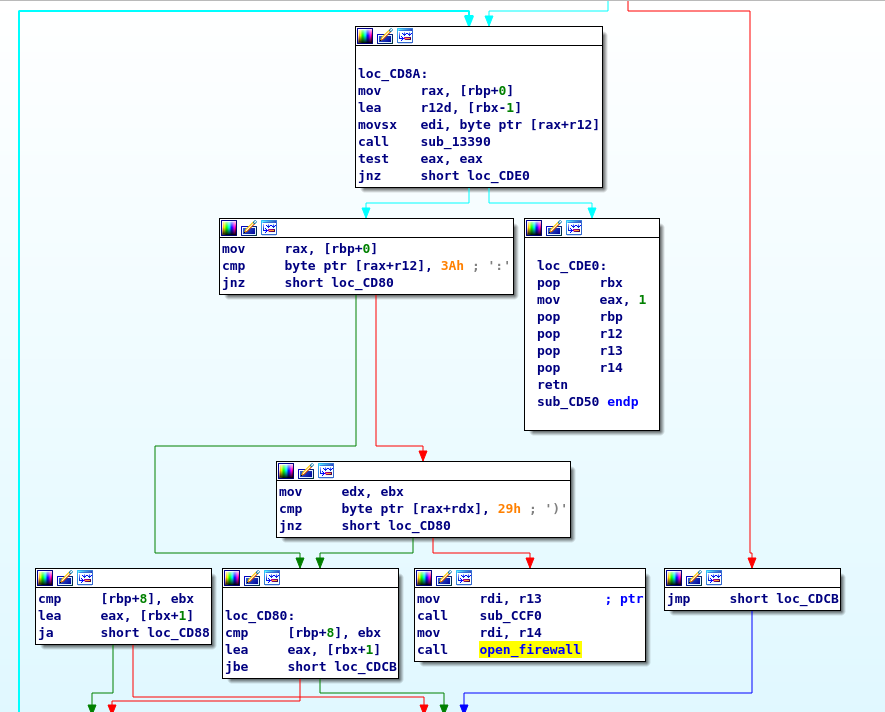 loc_CD8A:
mov rax, [rbp+0]
lea r12d, [rbx-1]
movsx edi, byte ptr [rax+r12]
call sub_13390
test eax, eax
jnz short loc_CDE0
mov rax, [rbp+0]
cmp byte ptr [rax+r12], 3Ah ; ':'
jnz short loc_CD80
loc_CDE0:
pop rbx
mov eax, 1
pop rbp
pop r12
pop r13
pop r14
retn
sub_CD50 endp
mov edx, ebx
cmp byte ptr [rax+rdx], 29h ; ')'
jnz short loc_CD80
cmp [rbp+8], ebx
lea eax, [rbx+1]
ja short loc_CD88
loc_CD80:
cmp [rbp+8], ebx
lea eax, [rbx+1]
jbe short loc_CDCB
mov rdi, r13 ; ptr
call sub_CCF0
mov rdi, r14
call open_firewall
jmp short loc_CDCB